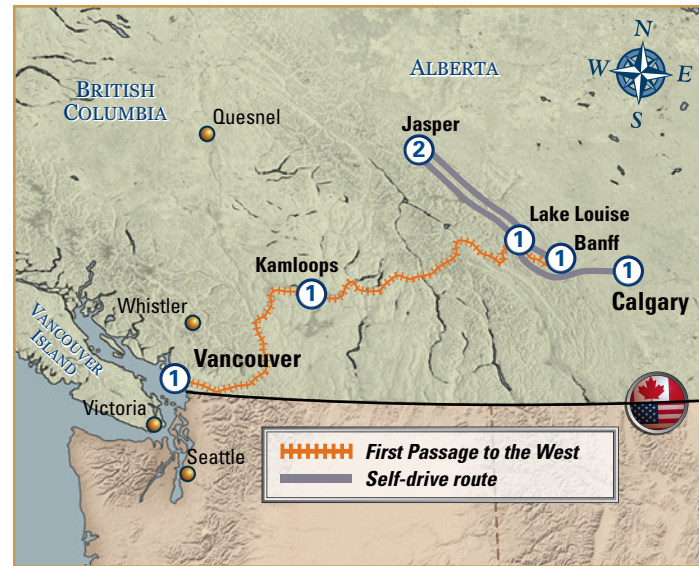 N
W E
S
BRITISH
COLUMBIA
ALBERTA
Quesnel
Jasper
2
Lake Louise
1
Banff
1
Kamloops
1
1
Calgary
Whistler
VANCOUVER
ISLAND
Vancouver
1
Victoria
Seattle
First Passage to the West
Self-drive route